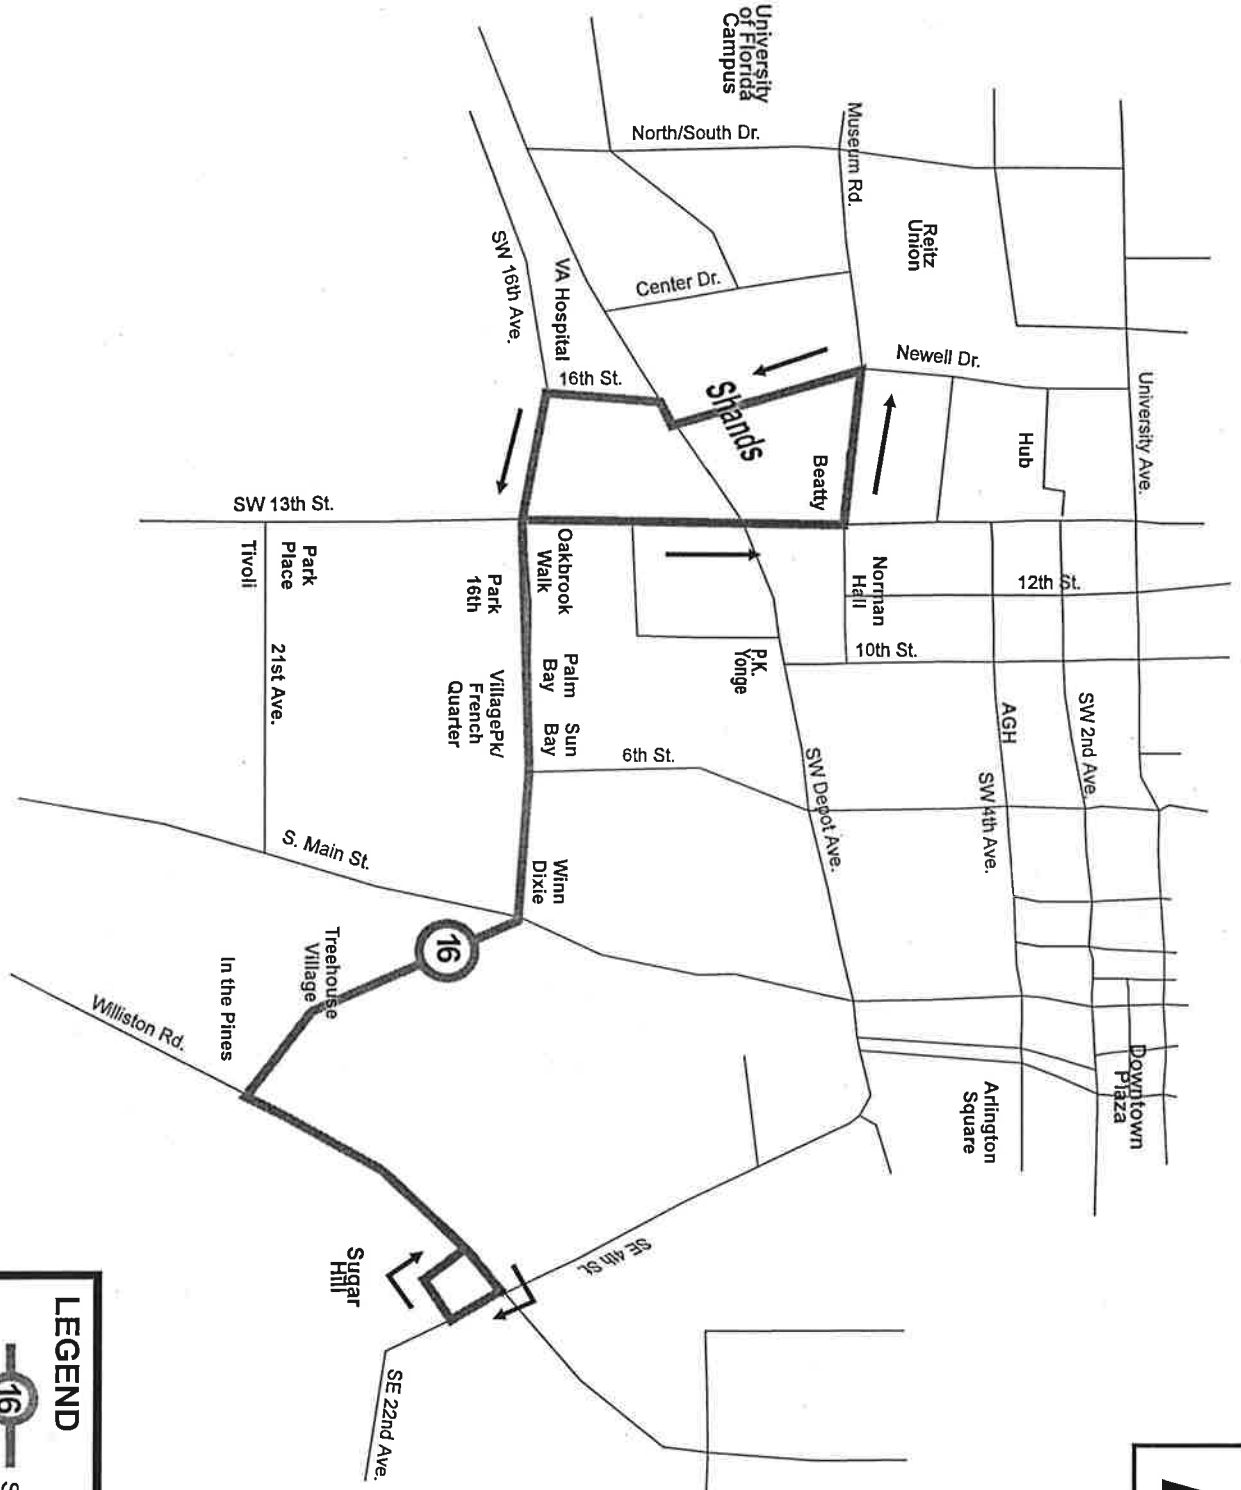 University
of Florida
Campus
North/South Dr.
Museum Rd.
Reitz
Union
SW 16th Ave.
VA Hospital
Center Dr.
16th St.
Newell Dr.
Shands
Beatty
Hub
University Ave.
SW 13th St.
Oakbrook
Walk
Norman
Hall
12th St.
Park
Place
Tivoli
Park
16th
10th St.
P.K.
Yonge
21st Ave.
Palm
Bay
Sun
Bay
VillagePk/
French
Quarter
6th St.
AGH
SW 2nd Ave.
SW Depot Ave.
SW 4th Ave.
S. Main St.
Winn
Dixie
16
Treehouse
Village
In the Pines
Williston Rd.
Downtown
Plaza
Arlington
Square
SE 4th St.
Sugar
Hill
SE 22nd Ave.
LEGEND
16